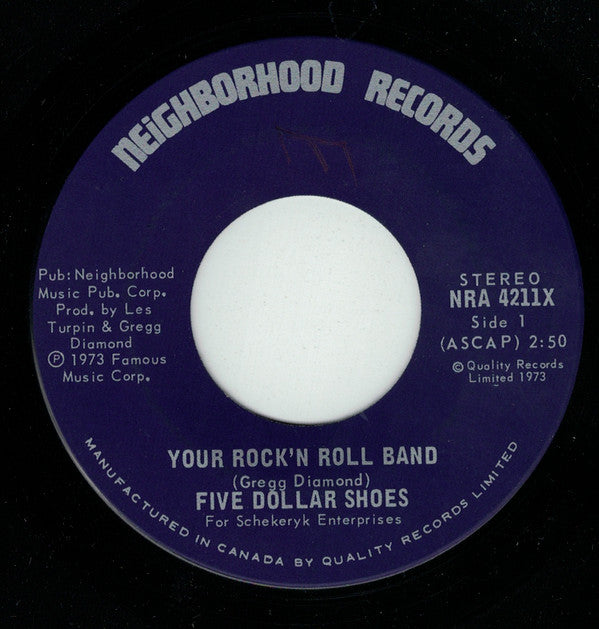 NEiGHBORHOOD RECORDS
Pub: Neighborhood
Music Pub. Corp.
Prod. by Les
Turpin & Gregg
Diamond
Ⓟ 1973 Famous
Music Corp.
STEREO
NRA 4211X
Side 1
(ASCAP) 2:50
© Quality Records
Limited 1973
YOUR ROCK'N ROLL BAND
(Gregg Diamond)
FIVE DOLLAR SHOES
For Schekeryk Enterprises
MANUFACTURED IN CANADA BY QUALITY RECORDS LIMITED